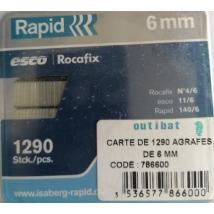 Rapid 6 mm
esco Rocafix
Rocafix N°4/6
esco 11/6
Rapid 140/6
1290
Stck./pcs.
outibat
CARTE DE 1290 AGRAFES
DE 6 MM
CODE : 786600
www.isaberg-rapid.
3 536577 866000